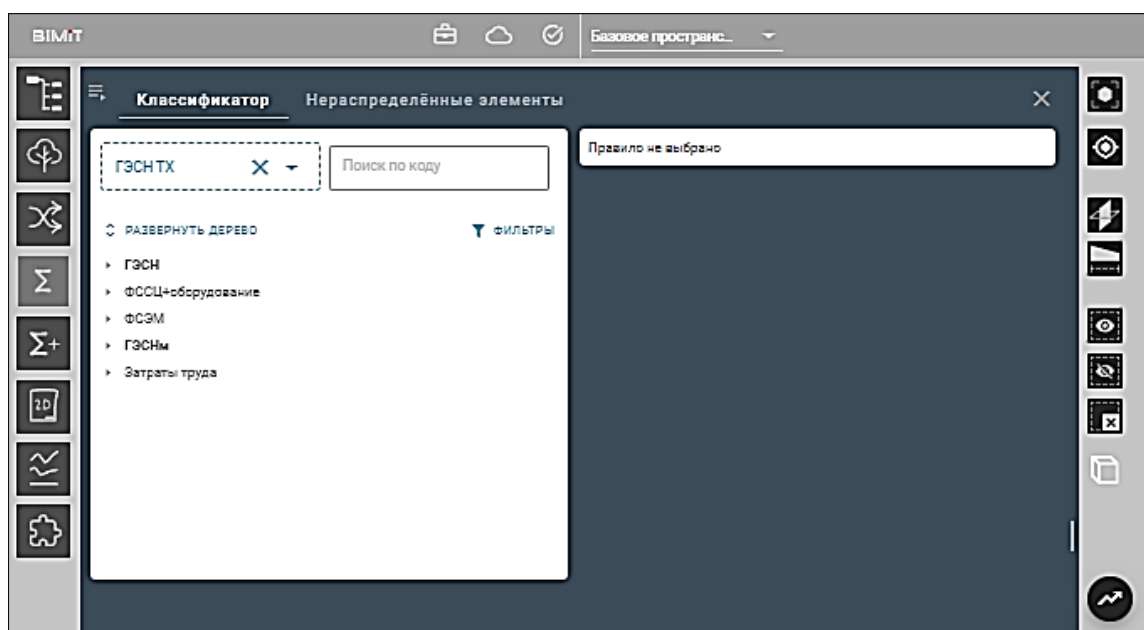 BIMiT
Базовое пространс...
Классификатор Нераспределённые элементы
ГЭСН ТХ Поиск по коду
Правило не выбрано
РАЗВЕРНУТЬ ДЕРЕВО ФИЛЬТРЫ
ГЭСН
ФССЦ+оборудование
ФСЭМ
ГЭСНм
Затраты труда
Σ
Σ+
2D